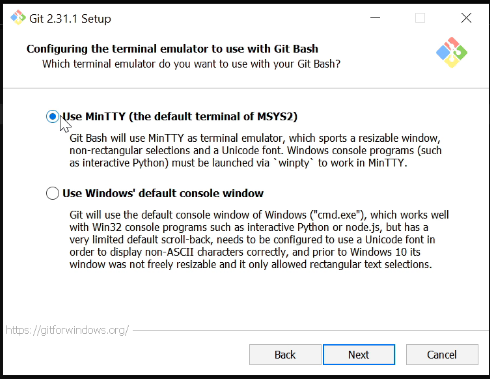 Git 2.31.1 Setup
Configuring the terminal emulator to use with Git Bash
Which terminal emulator do you want to use with your Git Bash?
Use MinTTY (the default terminal of MSYS2)
Git Bash will use MinTTY as terminal emulator, which sports a resizable window,
non-rectangular selections and a Unicode font. Windows console programs (such
as interactive Python) must be launched via `winpty` to work in MinTTY.
Use Windows' default console window
Git will use the default console window of Windows ("cmd.exe"), which works well
with Win32 console programs such as interactive Python or node.js, but has a
very limited default scroll-back, needs to be configured to use a Unicode font in
order to display non-ASCII characters correctly, and prior to Windows 10 its
window was not freely resizable and it only allowed rectangular text selections.
https://gitforwindows.org/
Back
Next
Cancel